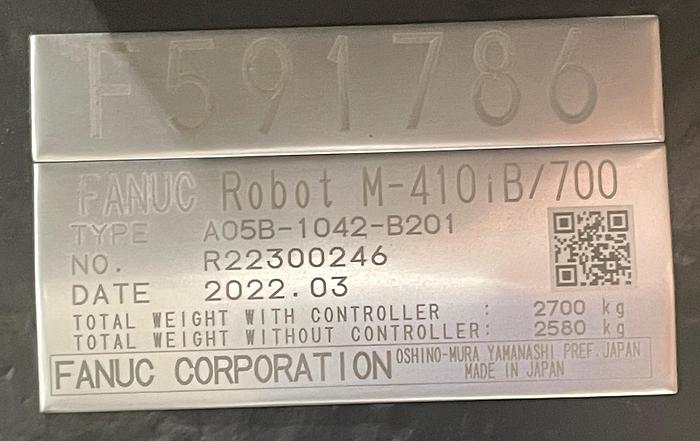 F591786
FANUC Robot M-410iB/700
TYPE A05B-1042-B201
NO. R22300246
DATE 2022.03
TOTAL WEIGHT WITH CONTROLLER : 2700 kg
TOTAL WEIGHT WITHOUT CONTROLLER: 2580 kg
FANUC CORPORATION OSHINO-MURA YAMANASHI PREF. JAPAN
MADE IN JAPAN